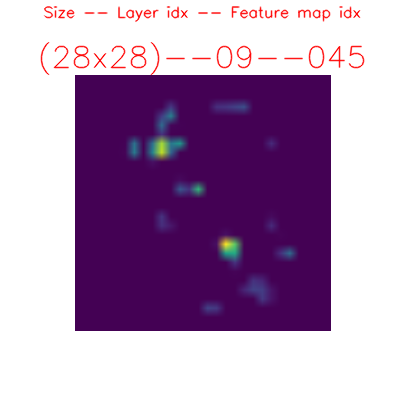 Size -- Layer idx -- Feature map idx
(28x28)--09--045